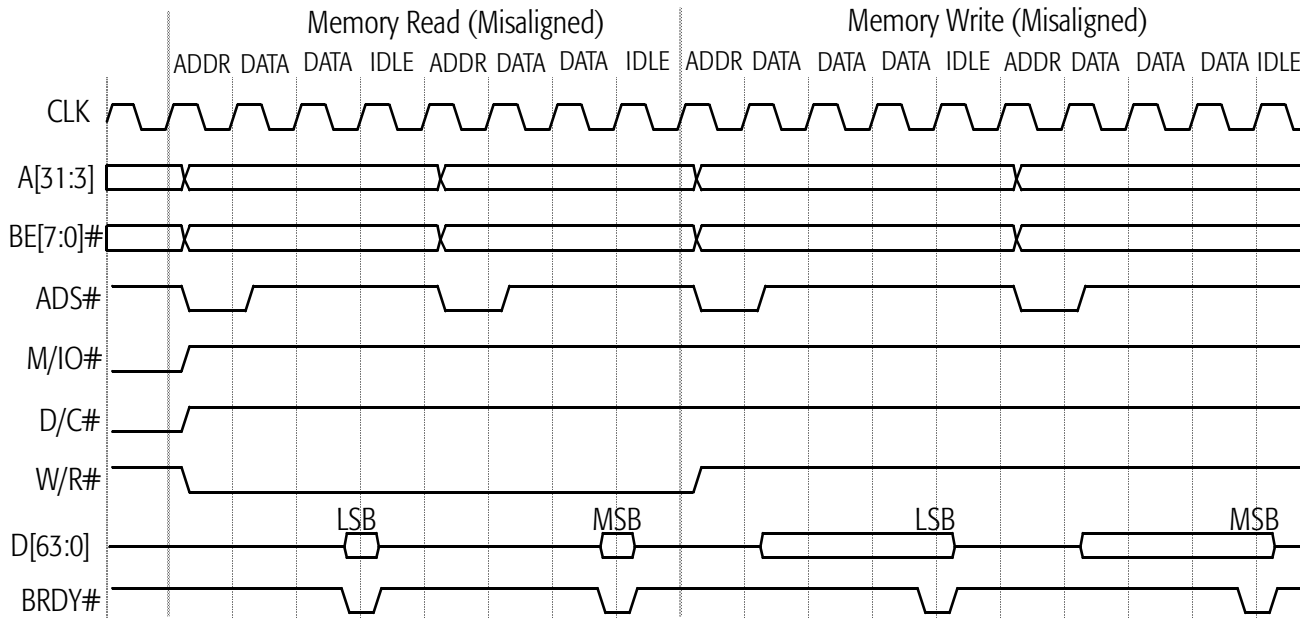 Memory Read (Misaligned) Memory Write (Misaligned)
ADDR DATA DATA IDLE ADDR DATA DATA IDLE ADDR DATA DATA DATA IDLE ADDR DATA DATA DATA IDLE
CLK
A[31:3]
BE[7:0]#
ADS#
M/IO#
D/C#
W/R#
LSB MSB LSB MSB
D[63:0]
BRDY#